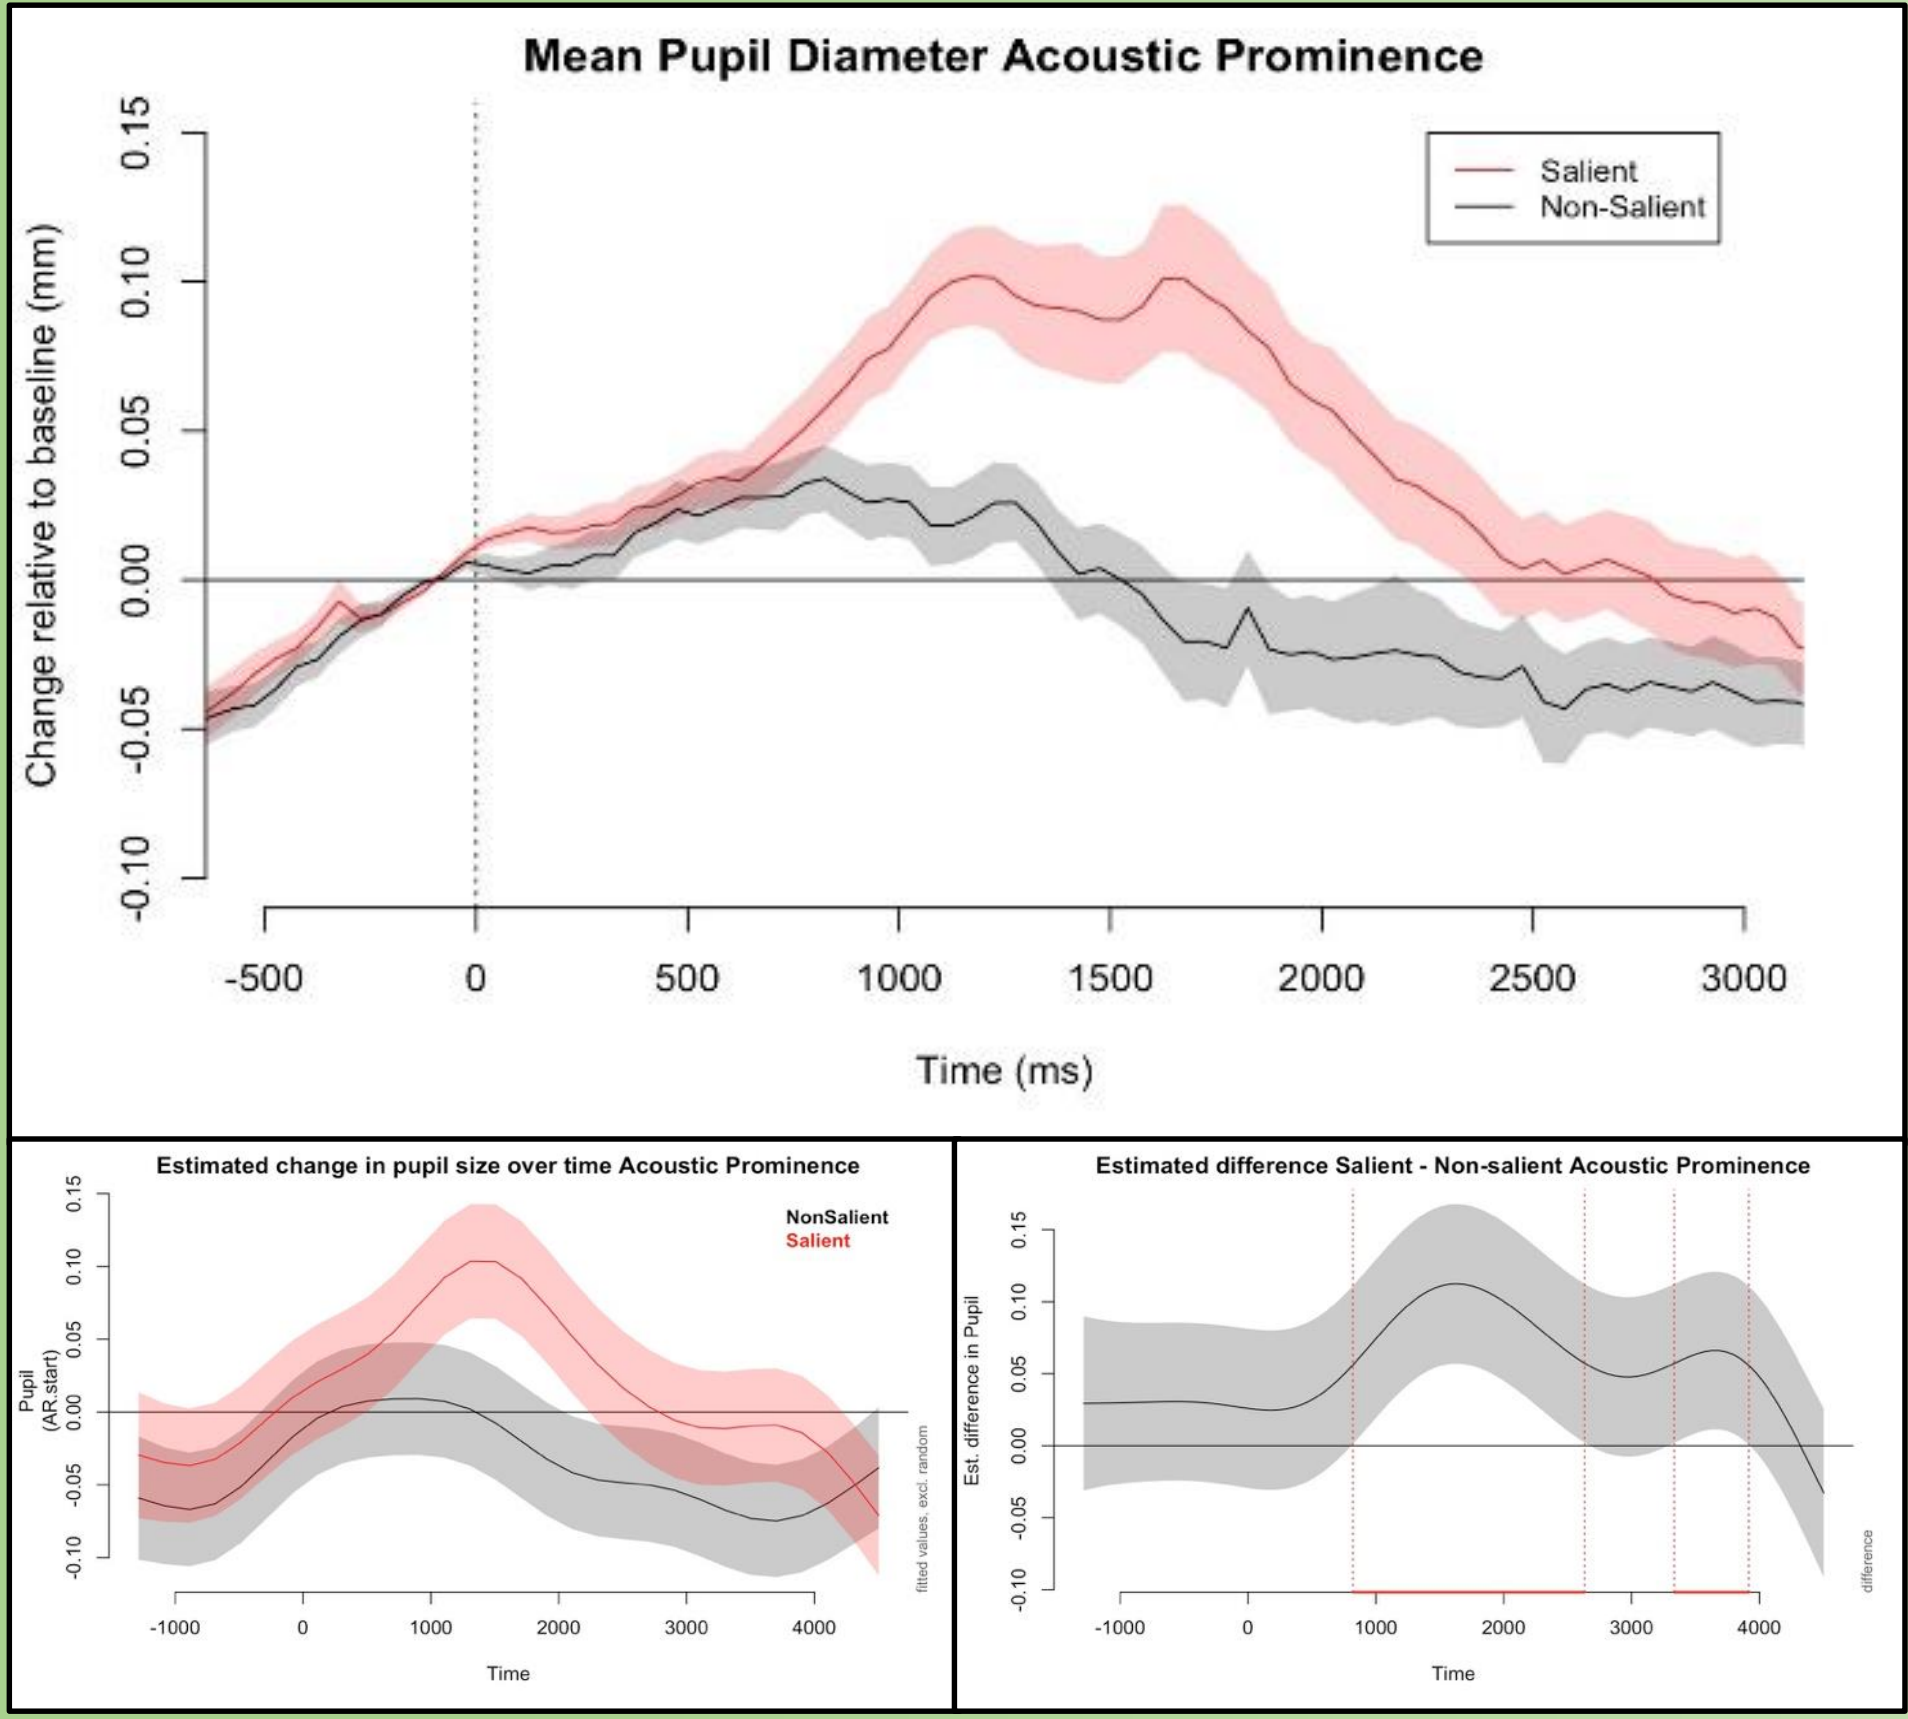 Mean Pupil Diameter Acoustic Prominence
Change relative to baseline (mm)
0.15
0.10
0.05
0.00
-0.05
-0.10
Salient
Non-Salient
-500 0 500 1000 1500 2000 2500 3000
Time (ms)
Estimated change in pupil size over time Acoustic Prominence
Pupil
(AR.start)
0.15
0.10
0.05
0.00
-0.05
-0.10
NonSalient
Salient
fitted values, excl. random
-1000 0 1000 2000 3000 4000
Time
Estimated difference Salient - Non-salient Acoustic Prominence
Est. difference in Pupil
0.15
0.10
0.05
0.00
-0.05
-0.10
difference
-1000 0 1000 2000 3000 4000
Time